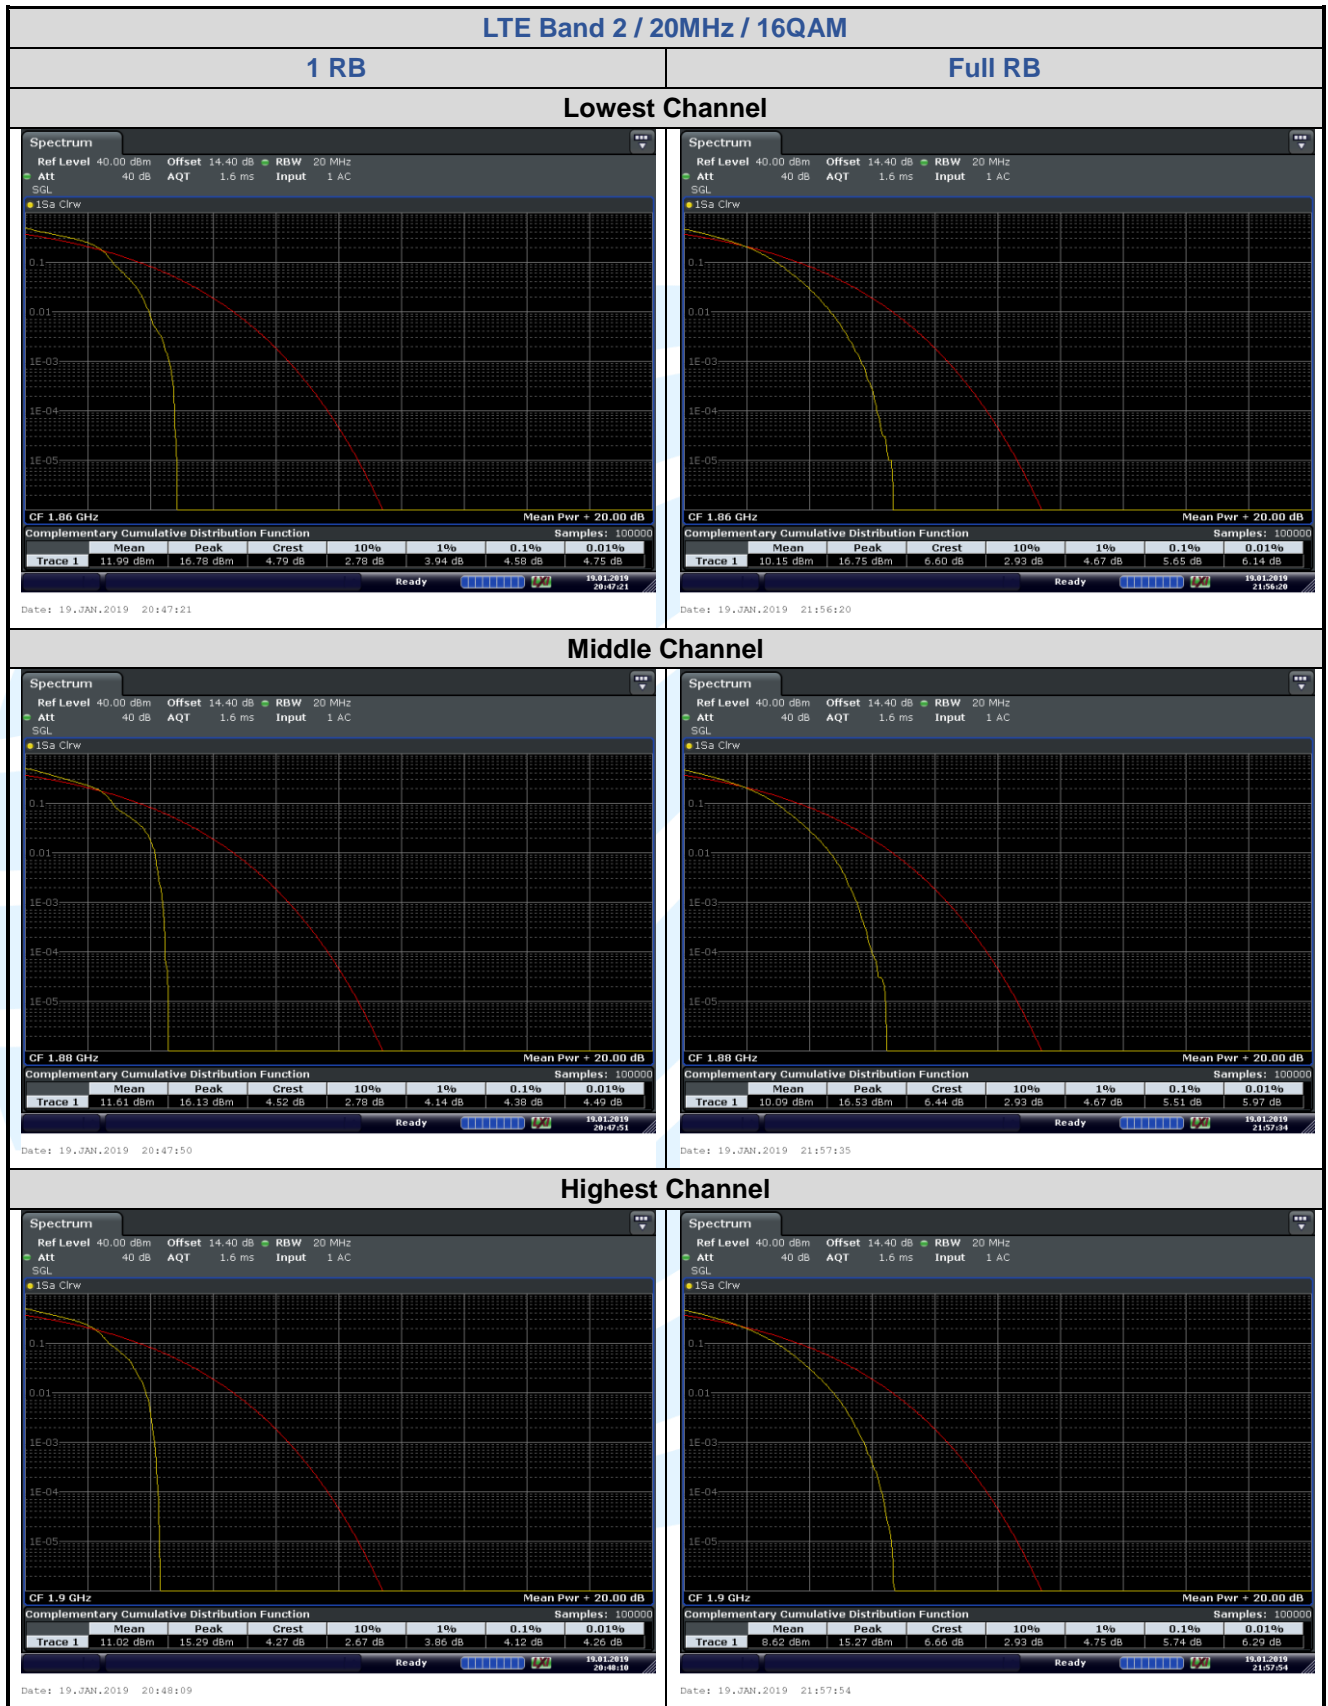 LTE Band 2 / 20MHz / 16QAM
1 RB
Full RB
Lowest Channel
Spectrum
Ref Level 40.00 dBm Offset 14.40 dB RBW 20 MHz
Att 40 dB AQT 1.6 ms Input 1 AC
SGL
1Sa Clrw
0.1
0.01
1E-03
1E-04
1E-05
CF 1.86 GHz Mean Pwr + 20.00 dB
Complementary Cumulative Distribution Function Samples: 100000
Mean Peak Crest 10% 1% 0.1% 0.01%
Trace 1 11.99 dBm 16.78 dBm 4.79 dB 2.78 dB 3.94 dB 4.58 dB 4.75 dB
Ready 19.01.2019
20:47:21
Date: 19.JAN.2019 20:47:21
Spectrum
Ref Level 40.00 dBm Offset 14.40 dB RBW 20 MHz
Att 40 dB AQT 1.6 ms Input 1 AC
SGL
1Sa Clrw
0.1
0.01
1E-03
1E-04
1E-05
CF 1.86 GHz Mean Pwr + 20.00 dB
Complementary Cumulative Distribution Function Samples: 100000
Mean Peak Crest 10% 1% 0.1% 0.01%
Trace 1 10.15 dBm 16.75 dBm 6.60 dB 2.93 dB 4.67 dB 5.65 dB 6.14 dB
Ready 19.01.2019
21:56:20
Date: 19.JAN.2019 21:56:20
Middle Channel
Spectrum
Ref Level 40.00 dBm Offset 14.40 dB RBW 20 MHz
Att 40 dB AQT 1.6 ms Input 1 AC
SGL
1Sa Clrw
0.1
0.01
1E-03
1E-04
1E-05
CF 1.88 GHz Mean Pwr + 20.00 dB
Complementary Cumulative Distribution Function Samples: 100000
Mean Peak Crest 10% 1% 0.1% 0.01%
Trace 1 11.61 dBm 16.13 dBm 4.52 dB 2.78 dB 4.14 dB 4.38 dB 4.49 dB
Ready 19.01.2019
20:47:51
Date: 19.JAN.2019 20:47:50
Spectrum
Ref Level 40.00 dBm Offset 14.40 dB RBW 20 MHz
Att 40 dB AQT 1.6 ms Input 1 AC
SGL
1Sa Clrw
0.1
0.01
1E-03
1E-04
1E-05
CF 1.88 GHz Mean Pwr + 20.00 dB
Complementary Cumulative Distribution Function Samples: 100000
Mean Peak Crest 10% 1% 0.1% 0.01%
Trace 1 10.09 dBm 16.53 dBm 6.44 dB 2.93 dB 4.67 dB 5.51 dB 5.97 dB
Ready 19.01.2019
21:57:34
Date: 19.JAN.2019 21:57:35
Highest Channel
Spectrum
Ref Level 40.00 dBm Offset 14.40 dB RBW 20 MHz
Att 40 dB AQT 1.6 ms Input 1 AC
SGL
1Sa Clrw
0.1
0.01
1E-03
1E-04
1E-05
CF 1.9 GHz Mean Pwr + 20.00 dB
Complementary Cumulative Distribution Function Samples: 100000
Mean Peak Crest 10% 1% 0.1% 0.01%
Trace 1 11.02 dBm 15.29 dBm 4.27 dB 2.67 dB 3.86 dB 4.12 dB 4.26 dB
Ready 19.01.2019
20:48:10
Date: 19.JAN.2019 20:48:09
Spectrum
Ref Level 40.00 dBm Offset 14.40 dB RBW 20 MHz
Att 40 dB AQT 1.6 ms Input 1 AC
SGL
1Sa Clrw
0.1
0.01
1E-03
1E-04
1E-05
CF 1.9 GHz Mean Pwr + 20.00 dB
Complementary Cumulative Distribution Function Samples: 100000
Mean Peak Crest 10% 1% 0.1% 0.01%
Trace 1 8.62 dBm 15.27 dBm 6.66 dB 2.93 dB 4.75 dB 5.74 dB 6.29 dB
Ready 19.01.2019
21:57:54
Date: 19.JAN.2019 21:57:54